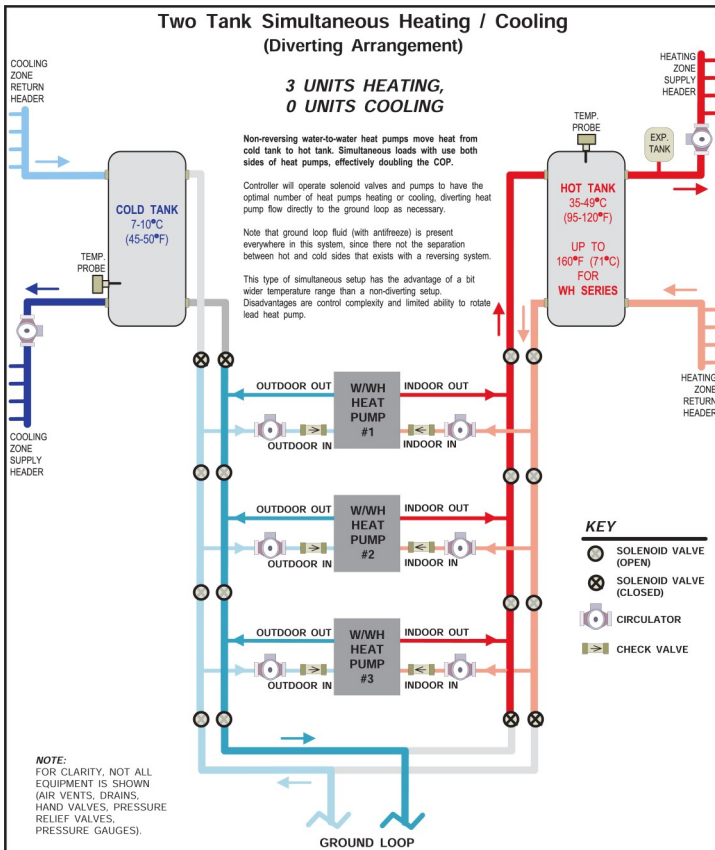 Two Tank Simultaneous Heating / Cooling
(Diverting Arrangement)
3 UNITS HEATING,
0 UNITS COOLING
Non-reversing water-to-water heat pumps move heat from
cold tank to hot tank. Simultaneous loads with use both
sides of heat pumps, effectively doubling the COP.
Controller will operate solenoid valves and pumps to have the
optimal number of heat pumps heating or cooling, diverting heat
pump flow directly to the ground loop as necessary.
Note that ground loop fluid (with antifreeze) is present
everywhere in this system, since there not the separation
between hot and cold sides that exists with a reversing system.
This type of simultaneous setup has the advantage of a bit
wider temperature range than a non-diverting setup.
Disadvantages are control complexity and limited ability to rotate
lead heat pump.
COOLING
ZONE
RETURN
HEADER
COLD TANK
7-10°C
(45-50°F)
TEMP.
PROBE
COOLING
ZONE
SUPPLY
HEADER
HEATING
ZONE
SUPPLY
HEADER
TEMP.
PROBE
EXP.
TANK
HOT TANK
35-49°C
(95-120°F)
UP TO
160°F (71°C)
FOR
WH SERIES
HEATING
ZONE
RETURN
HEADER
OUTDOOR OUT
W/WH
HEAT
PUMP
#1
INDOOR OUT
OUTDOOR IN
INDOOR IN
OUTDOOR OUT
W/WH
HEAT
PUMP
#2
INDOOR OUT
OUTDOOR IN
INDOOR IN
OUTDOOR OUT
W/WH
HEAT
PUMP
#3
INDOOR OUT
OUTDOOR IN
INDOOR IN
KEY
SOLENOID VALVE
(OPEN)
SOLENOID VALVE
(CLOSED)
CIRCULATOR
CHECK VALVE
NOTE:
FOR CLARITY, NOT ALL
EQUIPMENT IS SHOWN
(AIR VENTS, DRAINS,
HAND VALVES, PRESSURE
RELIEF VALVES,
PRESSURE GAUGES).
GROUND LOOP